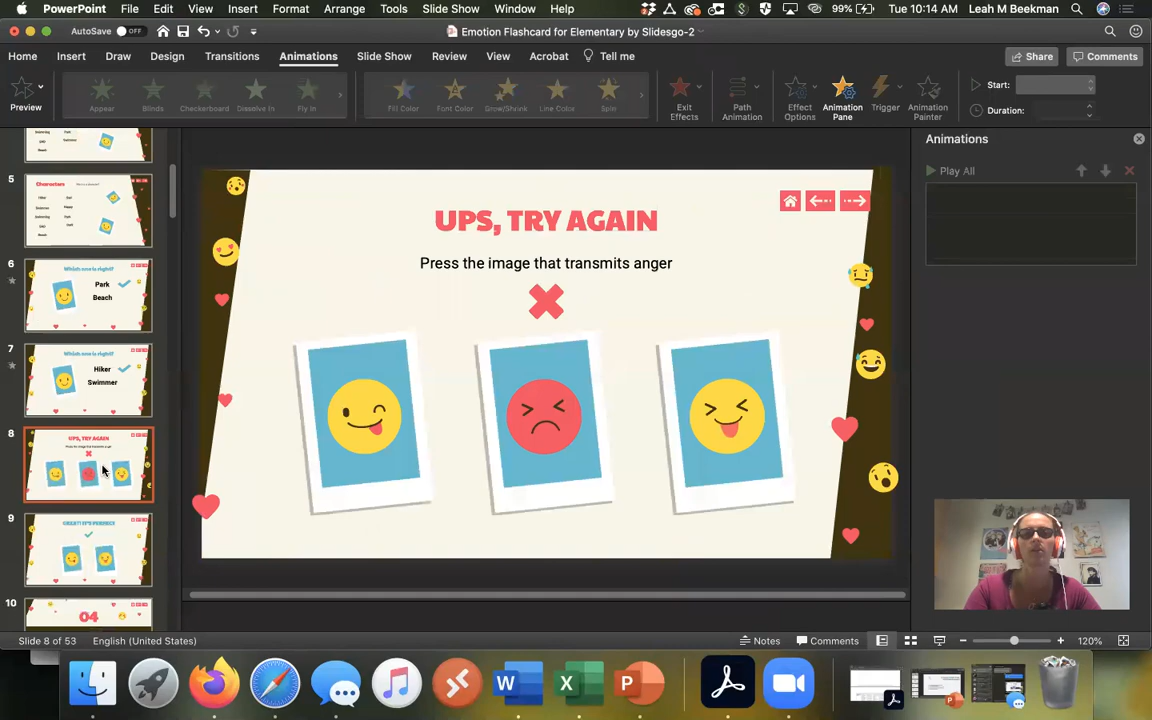 PowerPoint File Edit View Insert Format Arrange Tools Slide Show Window Help 99% Tue 10:14 AM Leah M Beekman
AutoSave OFF Emotion Flashcard for Elementary by Slidesgo-2
Home Insert Draw Design Transitions Animations Slide Show Review View Acrobat Tell me Share Comments
Preview Appear Blinds Checkerboard Dissolve In Fly In Fill Color Font Color Grow/Shrink Line Color Spin Exit Effects Path Animation Effect Options Animation Pane Trigger Animation Painter Start: Duration:
Animations
Play All
5
Characters
6
Which one is right?
Park
Beach
7
Which one is right?
Hiker
Swimmer
8
UPS, TRY AGAIN
Press the image that transmits anger
9
10
04
UPS, TRY AGAIN
Press the image that transmits anger
Slide 8 of 53 English (United States) Notes Comments 120%